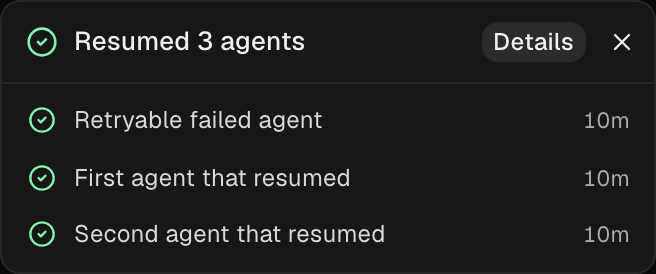 Resumed 3 agents Details
Retryable failed agent 10m
First agent that resumed 10m
Second agent that resumed 10m